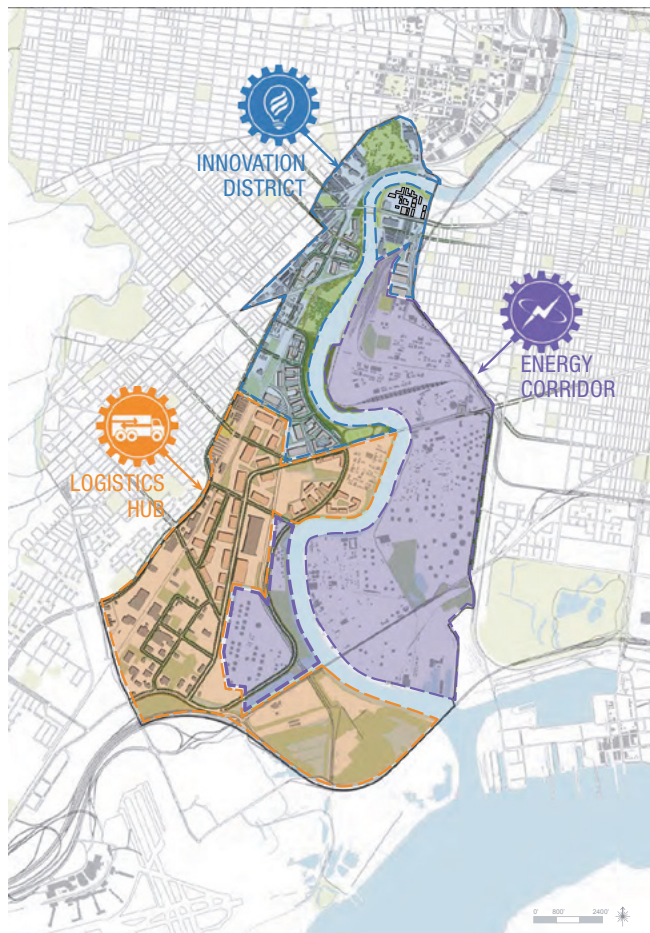 INNOVATION
DISTRICT
ENERGY
CORRIDOR
LOGISTICS
HUB
0' 800' 2400'